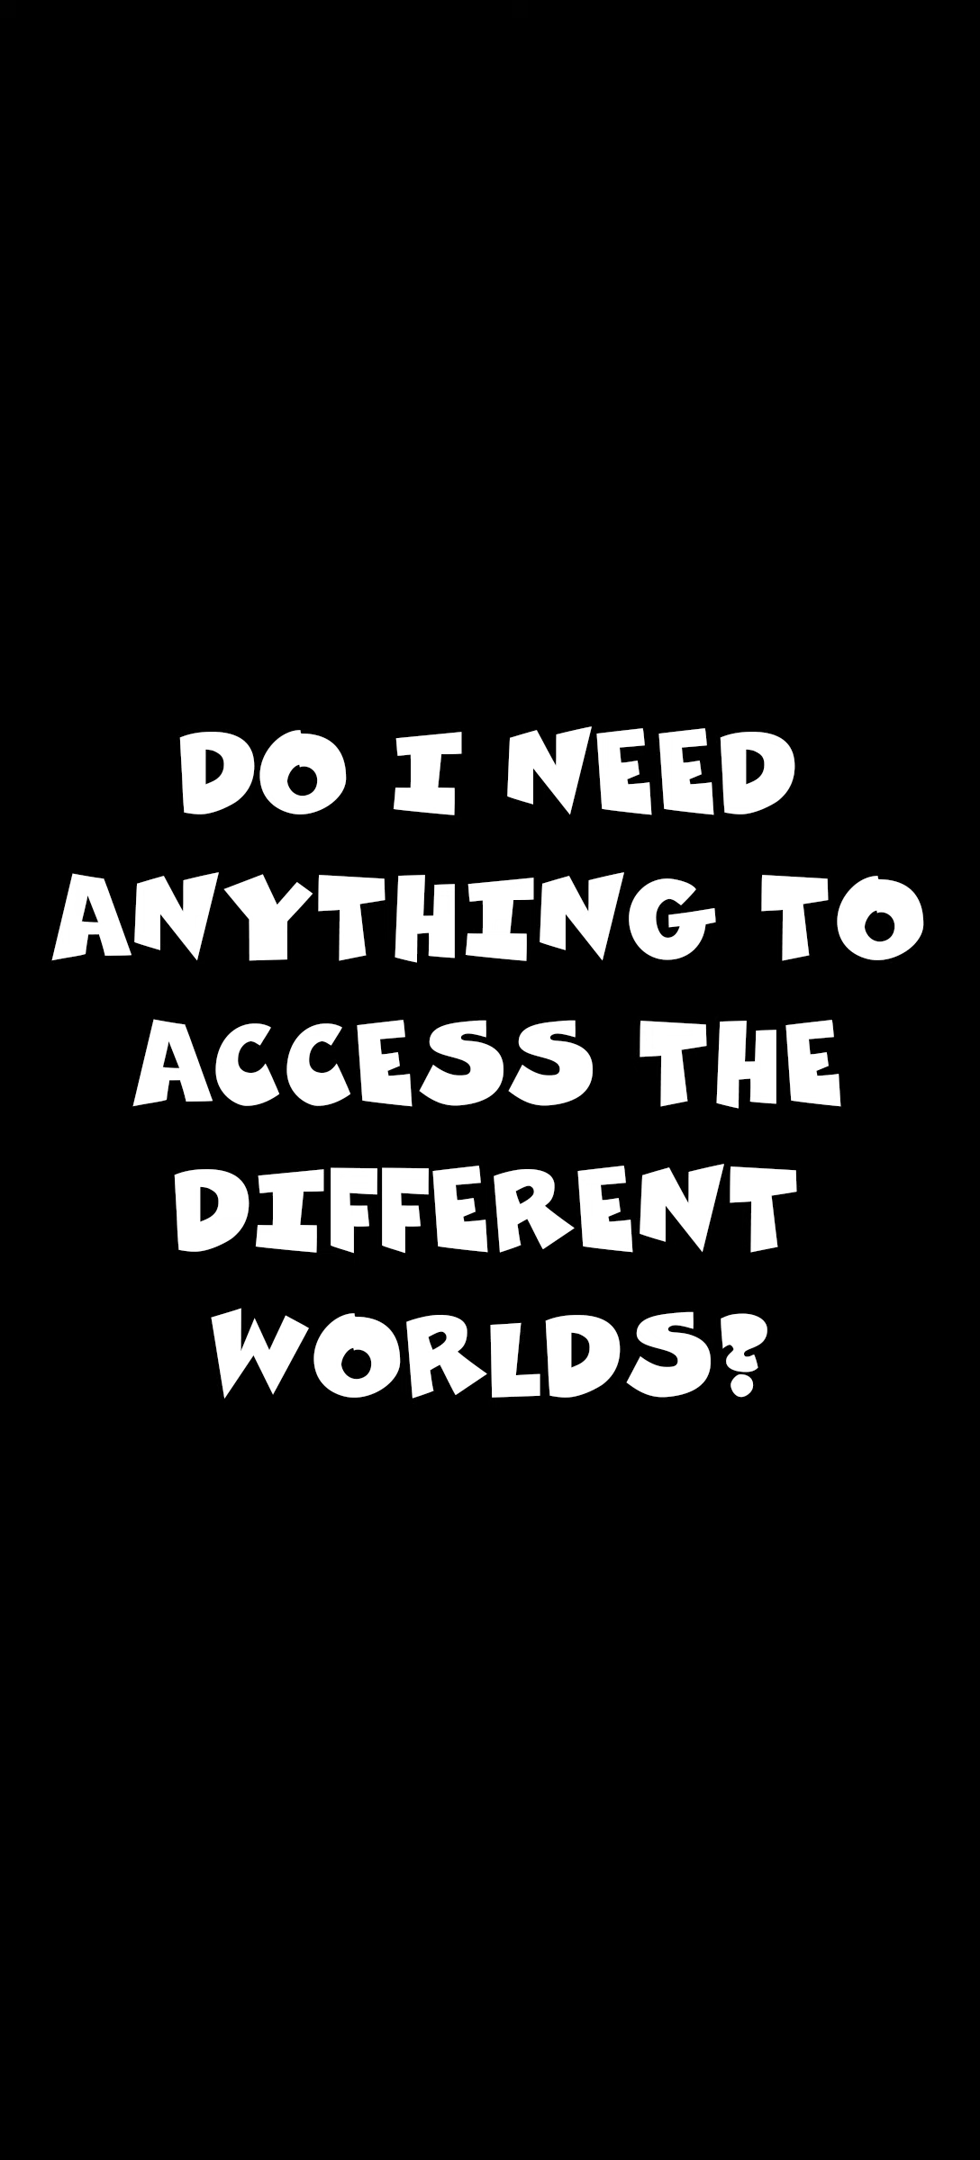 DO I NEED
ANYTHING TO
ACCESS THE
DIFFERENT
WORLDS?